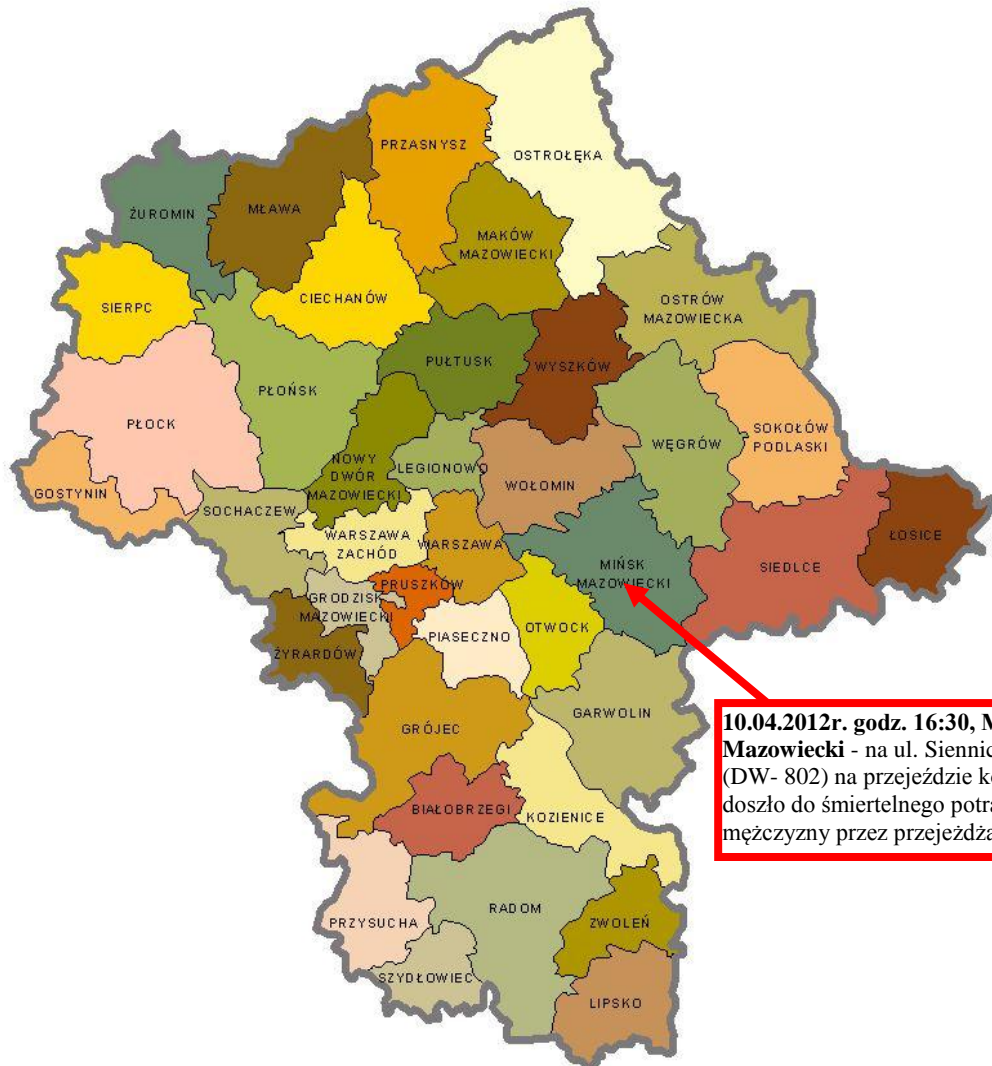 PRZASNYSZ
OSTROŁĘKA
ŻUROMIN
MŁAWA
MAKÓW
MAZOWIECKI
SIERPC
CIECHANÓW
OSTRÓW
MAZOWIECKA
PUŁTUSK
WYSZKÓW
PŁOŃSK
PŁOCK
SOKOŁÓW
PODLASKI
WĘGRÓW
NOWY
DWÓR
MAZOWIECKI
LEGIONOWO
WOŁOMIN
GOSTYNIN
SOCHACZEW
WARSZAWA
ZACHÓD
WARSZAWA
MIŃSK
MAZOWIECKI
SIEDLCE
ŁOSICE
PRUSZKÓW
GRODZISK
MAZOWIECKI
PIASECZNO
OTWOCK
ŻYRARDÓW
GARWOLIN
GRÓJEC
10.04.2012r. godz. 16:30,
Mazowiecki - na ul.
(DW- 802) na przejeździe
doszło do śmiertelnego
mężczyzny przez
BIAŁOBRZEGI
KOZIENICE
RADOM
PRZYSUCHA
ZWOLEŃ
SZYDŁOWIEC
LIPSKO